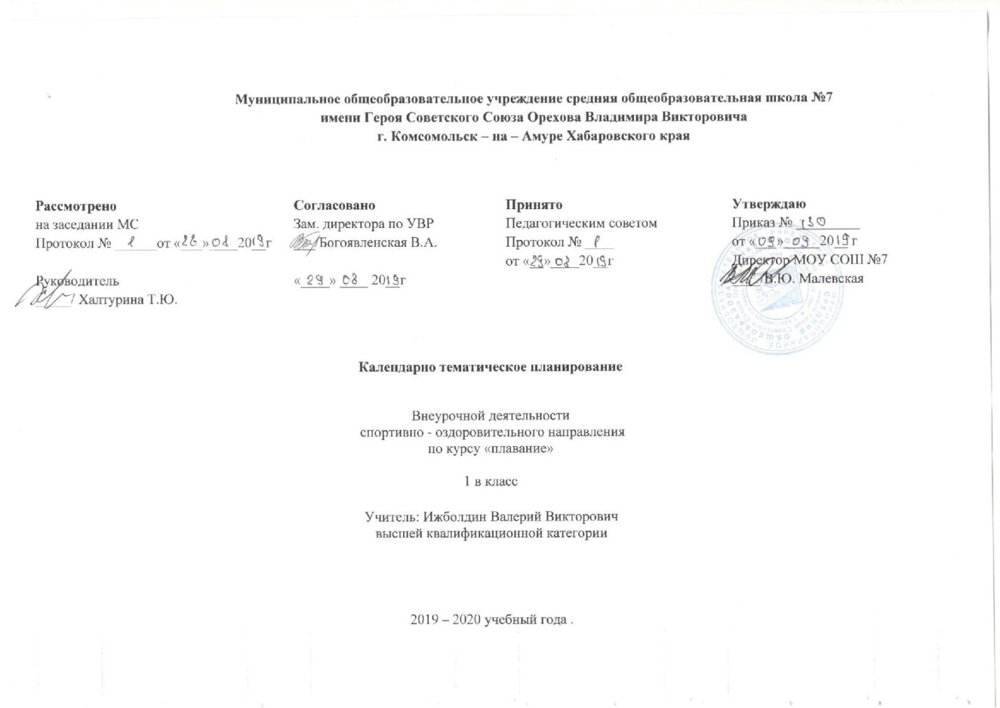 Муниципальное общеобразовательное учреждение средняя общеобразовательная школа №7
имени Героя Советского Союза Орехова Владимира Викторовича
г. Комсомольск – на – Амуре Хабаровского края
Рассмотрено
на заседании МС
Протокол № 1 от «28» 08 2019г
Руководитель
Халтурина Т.Ю.
Согласовано
Зам. директора по УВР
Богоявленская В.А.
«29» 08 2019г
Принято
Педагогическим советом
Протокол № 1
от «29» 08 2019г
Утверждаю
Приказ № 130
от «09» 09 2019 г
Директор МОУ СОШ №7
В.Ю. Малевская
Календарно тематическое планирование
Внеурочной деятельности
спортивно - оздоровительного направления
по курсу «плавание»
1 в класс
Учитель: Ижболдин Валерий Викторович
высшей квалификационной категории
2019 – 2020 учебный года .